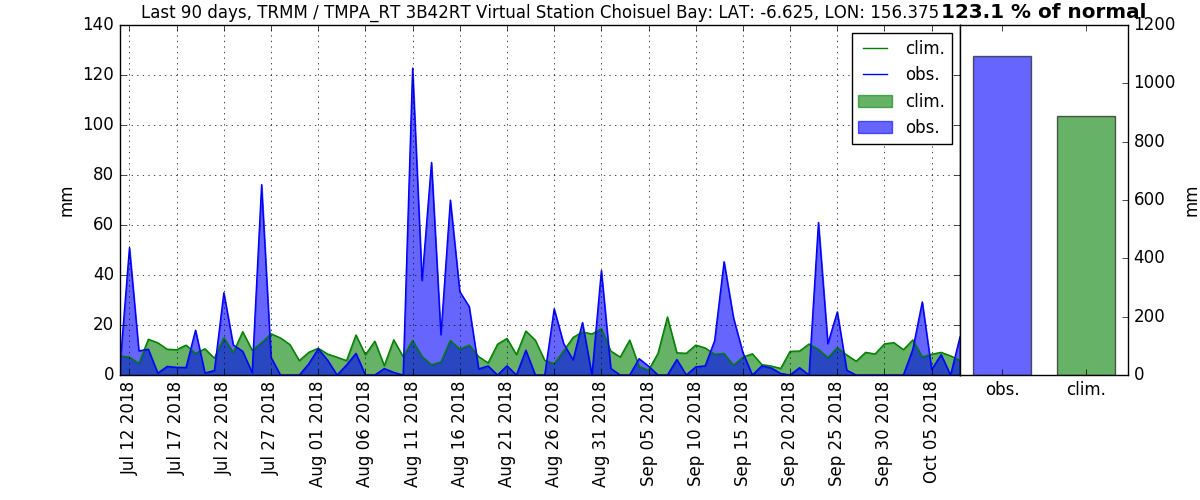 Last 90 days, TRMM / TMPA_RT 3B42RT Virtual Station Choisuel Bay: LAT: -6.625, LON: 156.375 123.1 % of normal
140
120
100
80
60
40
20
0
mm
clim.
obs.
clim.
obs.
1200
1000
800
600
400
200
0
mm
obs.
clim.
Jul 12 2018
Jul 17 2018
Jul 22 2018
Jul 27 2018
Aug 01 2018
Aug 06 2018
Aug 11 2018
Aug 16 2018
Aug 21 2018
Aug 26 2018
Aug 31 2018
Sep 05 2018
Sep 10 2018
Sep 15 2018
Sep 20 2018
Sep 25 2018
Sep 30 2018
Oct 05 2018